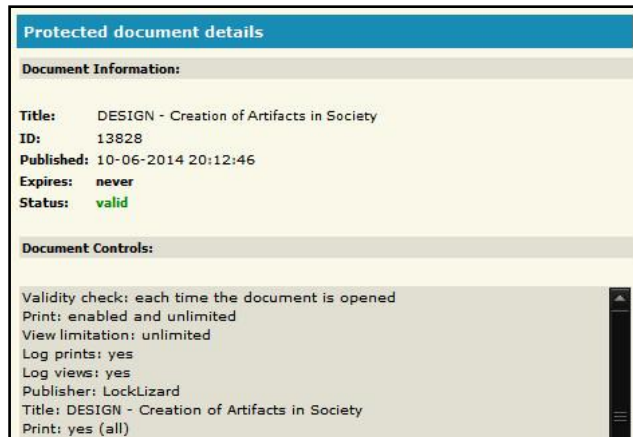 Protected document details
Document Information:
Title: DESIGN - Creation of Artifacts in Society
ID: 13828
Published: 10-06-2014 20:12:46
Expires: never
Status: valid
Document Controls:
Validity check: each time the document is opened
Print: enabled and unlimited
View limitation: unlimited
Log prints: yes
Log views: yes
Publisher: LockLizard
Title: DESIGN - Creation of Artifacts in Society
Print: yes (all)